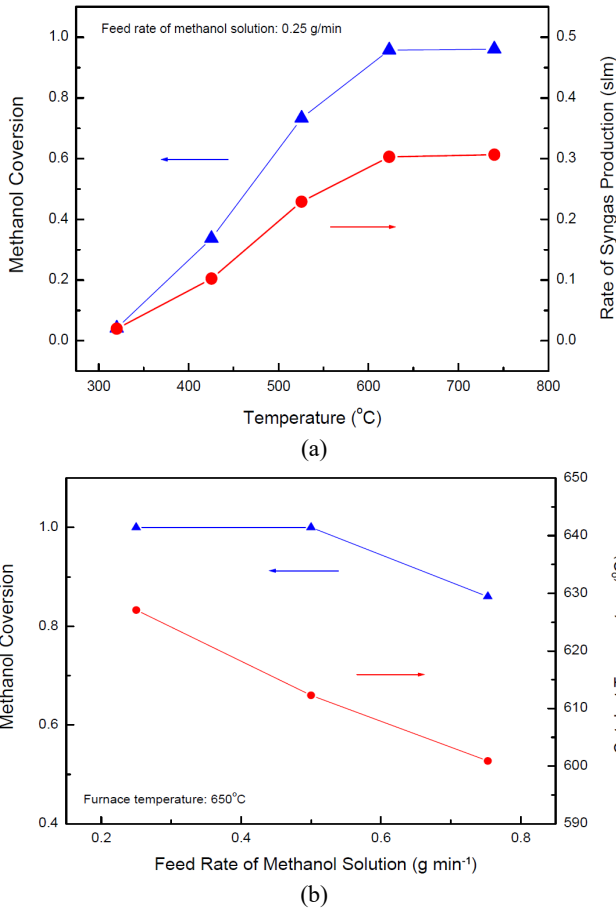 Feed rate of methanol solution: 0.25 g/min
1.0
0.8
0.6
0.4
0.2
0.0
Methanol Coversion
0.5
0.4
0.3
0.2
0.1
0.0
Rate of Syngas Production (slm)
300 400 500 600 700 800
Temperature (°C)
(a)
1.0
0.8
0.6
0.4
Methanol Coversion
650
640
630
620
610
600
590
(°C)
Furnace temperature: 650°C
0.2 0.4 0.6 0.8
Feed Rate of Methanol Solution (g min⁻¹)
(b)